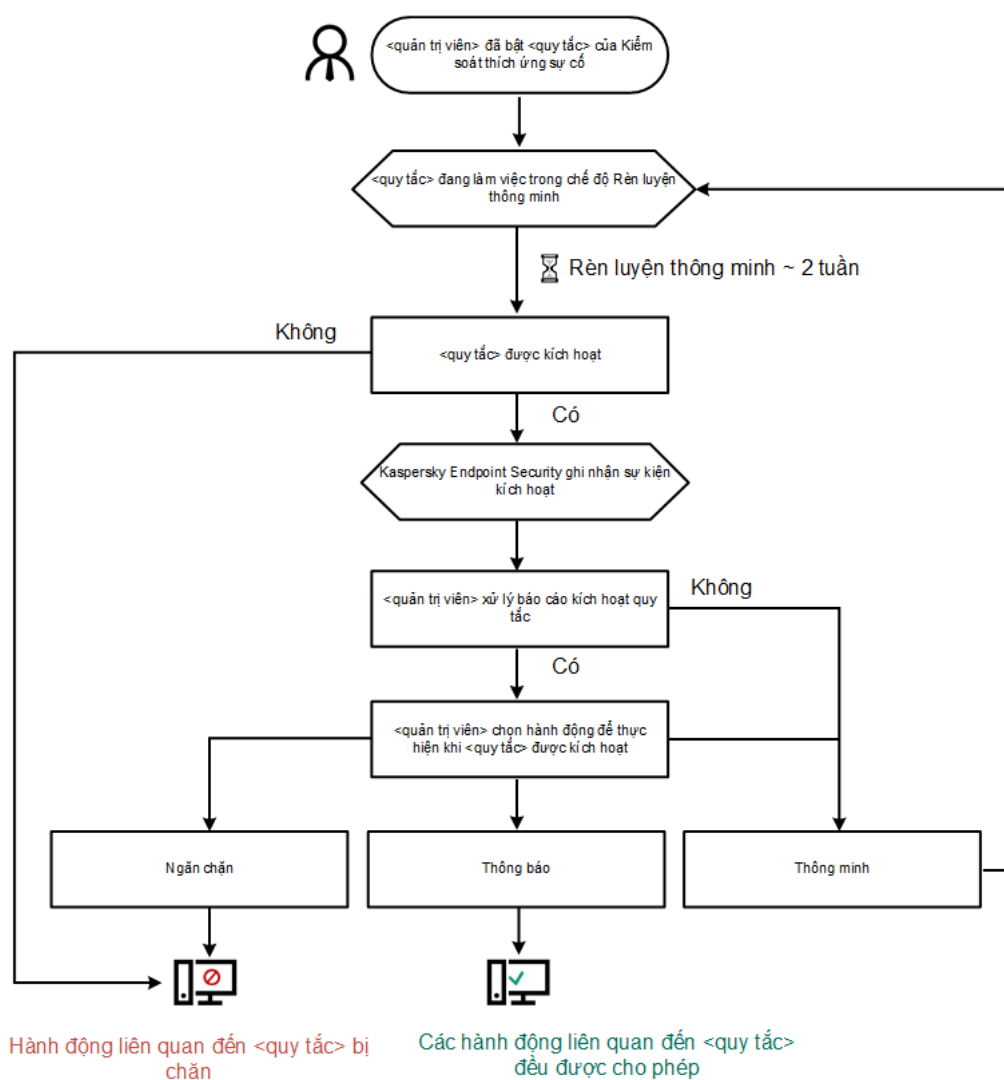 <quản trị viên> đã bật <quy tắc> của Kiểm
soát thích ứng sự cố
<quy tắc> đang làm việc trong chế độ Rèn luyện
thông minh
Rèn luyện thông minh ~ 2 tuần
Không
<quy tắc> được kích hoạt
Có
Kaspersky Endpoint Security ghi nhận sự kiện
kích hoạt
<quản trị viên> xử lý báo cáo kích hoạt quy
tắc
Không
Có
<quản trị viên> chọn hành động để thực
hiện khi <quy tắc> được kích hoạt
Ngăn chặn
Thông báo
Thông minh
Hành động liên quan đến <quy tắc> bị
chặn
Các hành động liên quan đến <quy tắc>
đều được cho phép